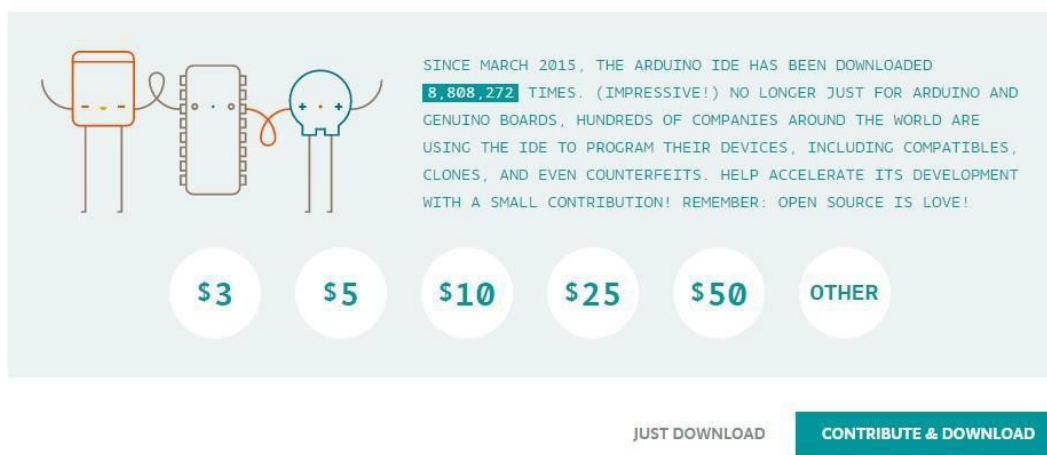 SINCE MARCH 2015, THE ARDUINO IDE HAS BEEN DOWNLOADED
8,808,272 TIMES. (IMPRESSIVE!) NO LONGER JUST FOR ARDUINO AND
GENUINO BOARDS, HUNDREDS OF COMPANIES AROUND THE WORLD ARE
USING THE IDE TO PROGRAM THEIR DEVICES, INCLUDING COMPATIBLES,
CLONES, AND EVEN COUNTERFEITS. HELP ACCELERATE ITS DEVELOPMENT
WITH A SMALL CONTRIBUTION! REMEMBER: OPEN SOURCE IS LOVE!
$3 $5 $10 $25 $50 OTHER
JUST DOWNLOAD CONTRIBUTE & DOWNLOAD